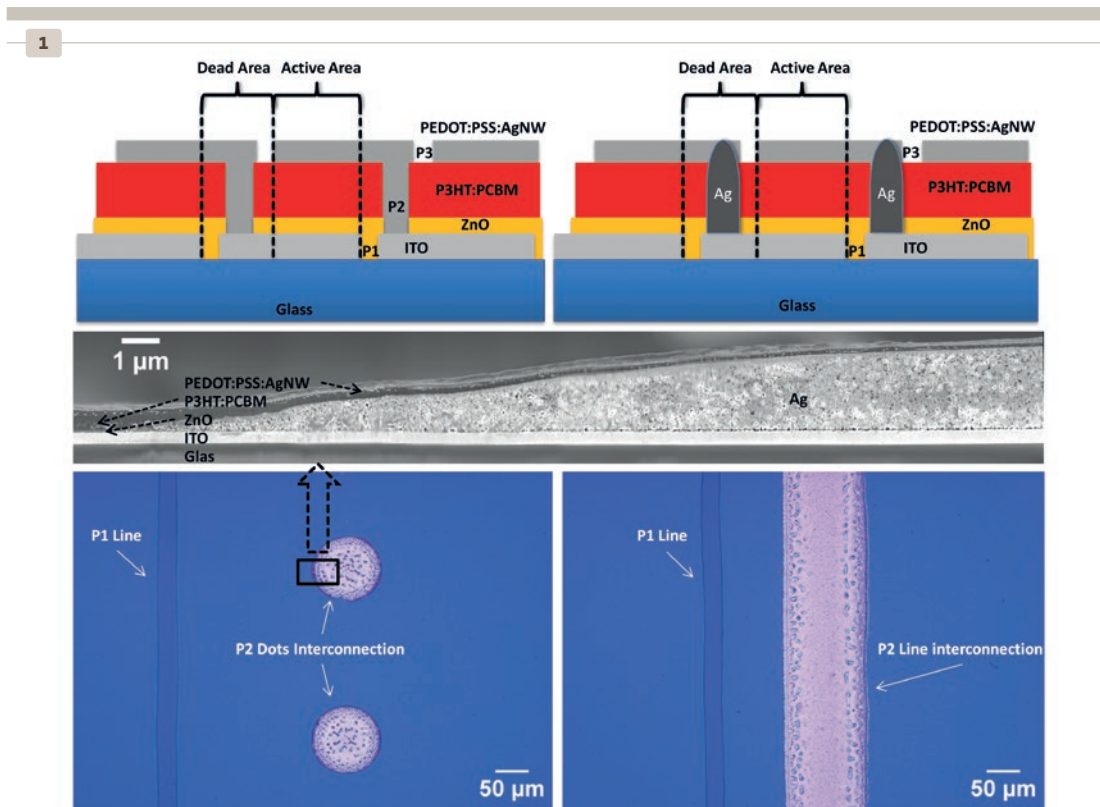 1
Dead Area Active Area
PEDOT:PSS:AgNW
P3
P3HT:PCBM
P2
ZnO
P1 ITO
Glass
Dead Area Active Area
PEDOT:PSS:AgNW
P3
P3HT:PCBM
Ag Ag
ZnO
P1 ITO
Glass
1 µm
PEDOT:PSS:AgNW
P3HT:PCBM
Ag
ZnO
ITO
Glas
P1 Line
P2 Dots Interconnection
50 µm
P1 Line
P2 Line interconnection
50 µm